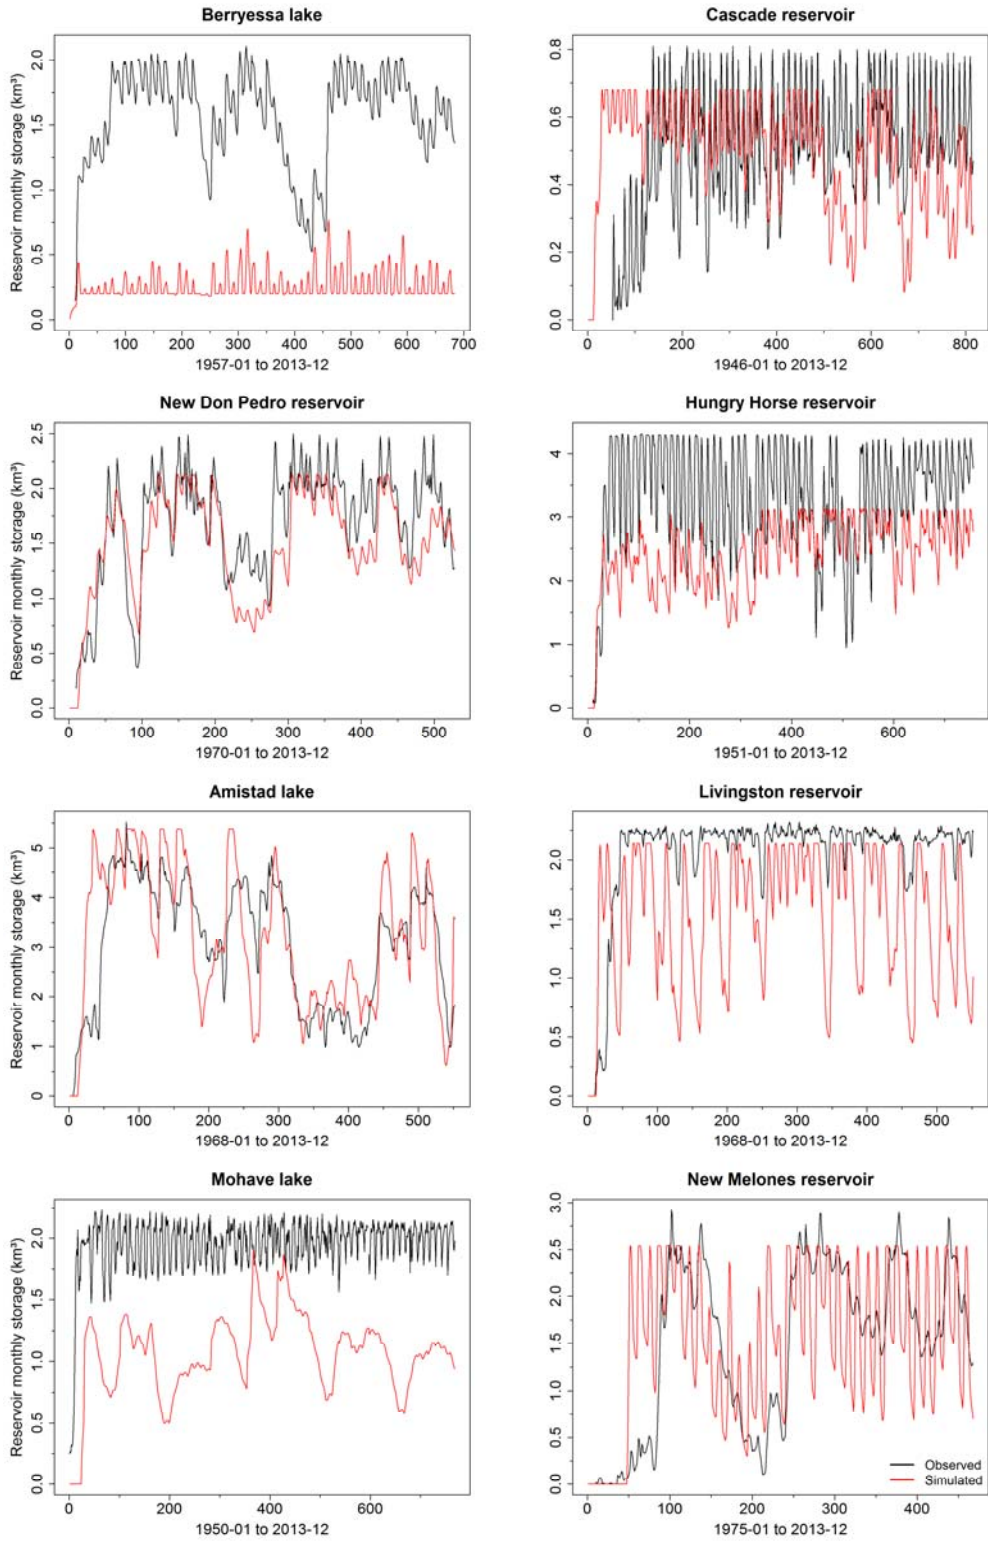 Berryessa lake
Reservoir monthly storage (km³)
2.0
1.5
1.0
0.5
0.0
0 100 200 300 400 500 600 700
1957-01 to 2013-12
Cascade reservoir
0.8
0.6
0.4
0.2
0.0
0 200 400 600 800
1946-01 to 2013-12
New Don Pedro reservoir
Reservoir monthly storage (km³)
2.5
2.0
1.5
1.0
0.5
0.0
0 100 200 300 400 500
1970-01 to 2013-12
Hungry Horse reservoir
4
3
2
1
0
0 200 400 600
1951-01 to 2013-12
Amistad lake
Reservoir monthly storage (km³)
5
4
3
2
1
0
0 100 200 300 400 500
1968-01 to 2013-12
Livingston reservoir
2.0
1.5
1.0
0.5
0.0
0 100 200 300 400 500
1968-01 to 2013-12
Mohave lake
Reservoir monthly storage (km³)
2.0
1.5
1.0
0.5
0.0
0 200 400 600
1950-01 to 2013-12
New Melones reservoir
3.0
2.5
2.0
1.5
1.0
0.5
0.0
0 100 200 300 400
1975-01 to 2013-12
Observed
Simulated